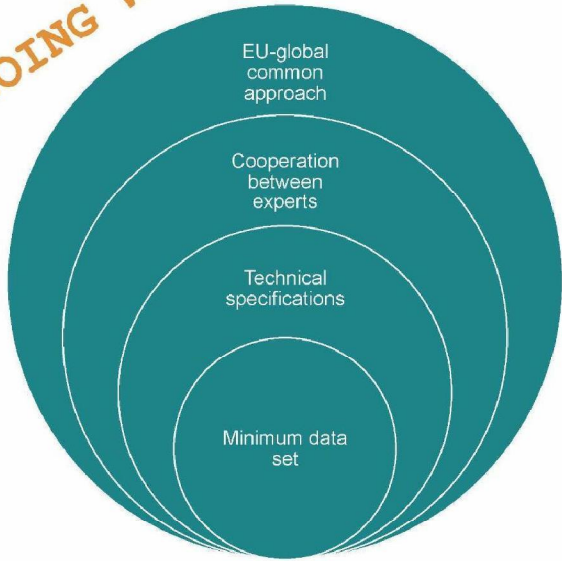 OING
EU-global
common
approach
Cooperation
between
experts
Technical
specifications
Minimum data
set